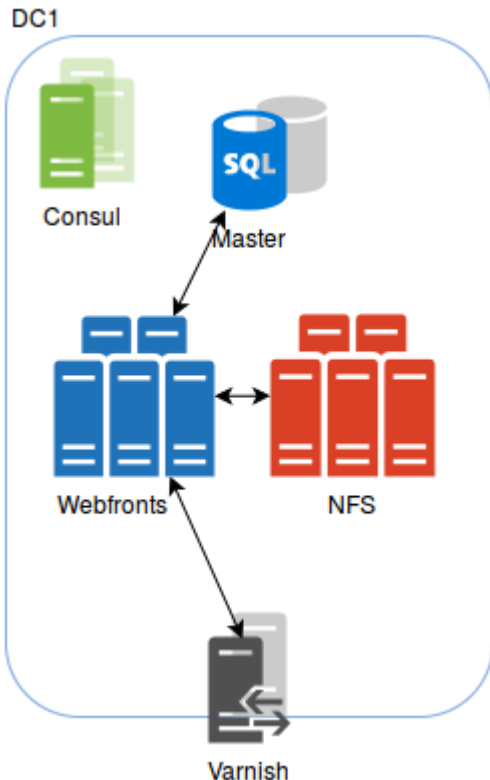 DC1
Consul
SQL
Master
Webfronts
NFS
Varnish